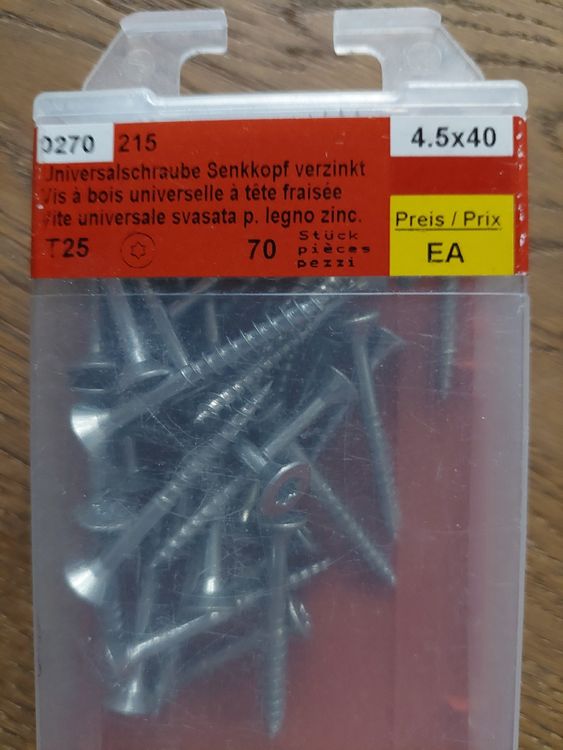 0270 215
4.5x40
Universalschraube Senkkopf verzinkt
Vis à bois universelle à tête fraisée
Vite universale svasata p. legno zinc.
T25
70
Stück
pièces
pezzi
Preis / Prix
EA